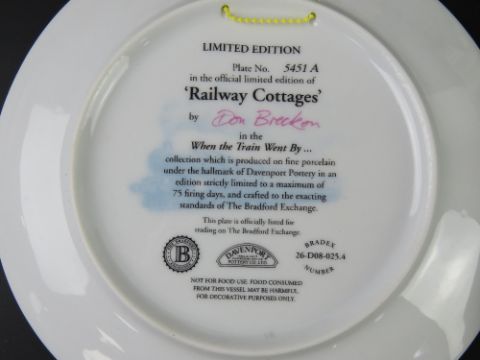 LIMITED EDITION
Plate No. 5451 A
in the official limited edition of
'Railway Cottages'
by Don Breckon
in the
When the Train Went By ...
collection which is produced on fine porcelain
under the hallmark of Davenport Pottery in an
edition strictly limited to a maximum of
75 firing days, and crafted to the exacting
standards of The Bradford Exchange.
This plate is officially listed for
trading on The Bradford Exchange.
B
DAVENPORT
POTTERY CO. LTD.
BRADEX
26-D08-025.4
NUMBER
NOT FOR FOOD USE. FOOD CONSUMED
FROM THIS VESSEL MAY BE HARMFUL.
FOR DECORATIVE PURPOSES ONLY.